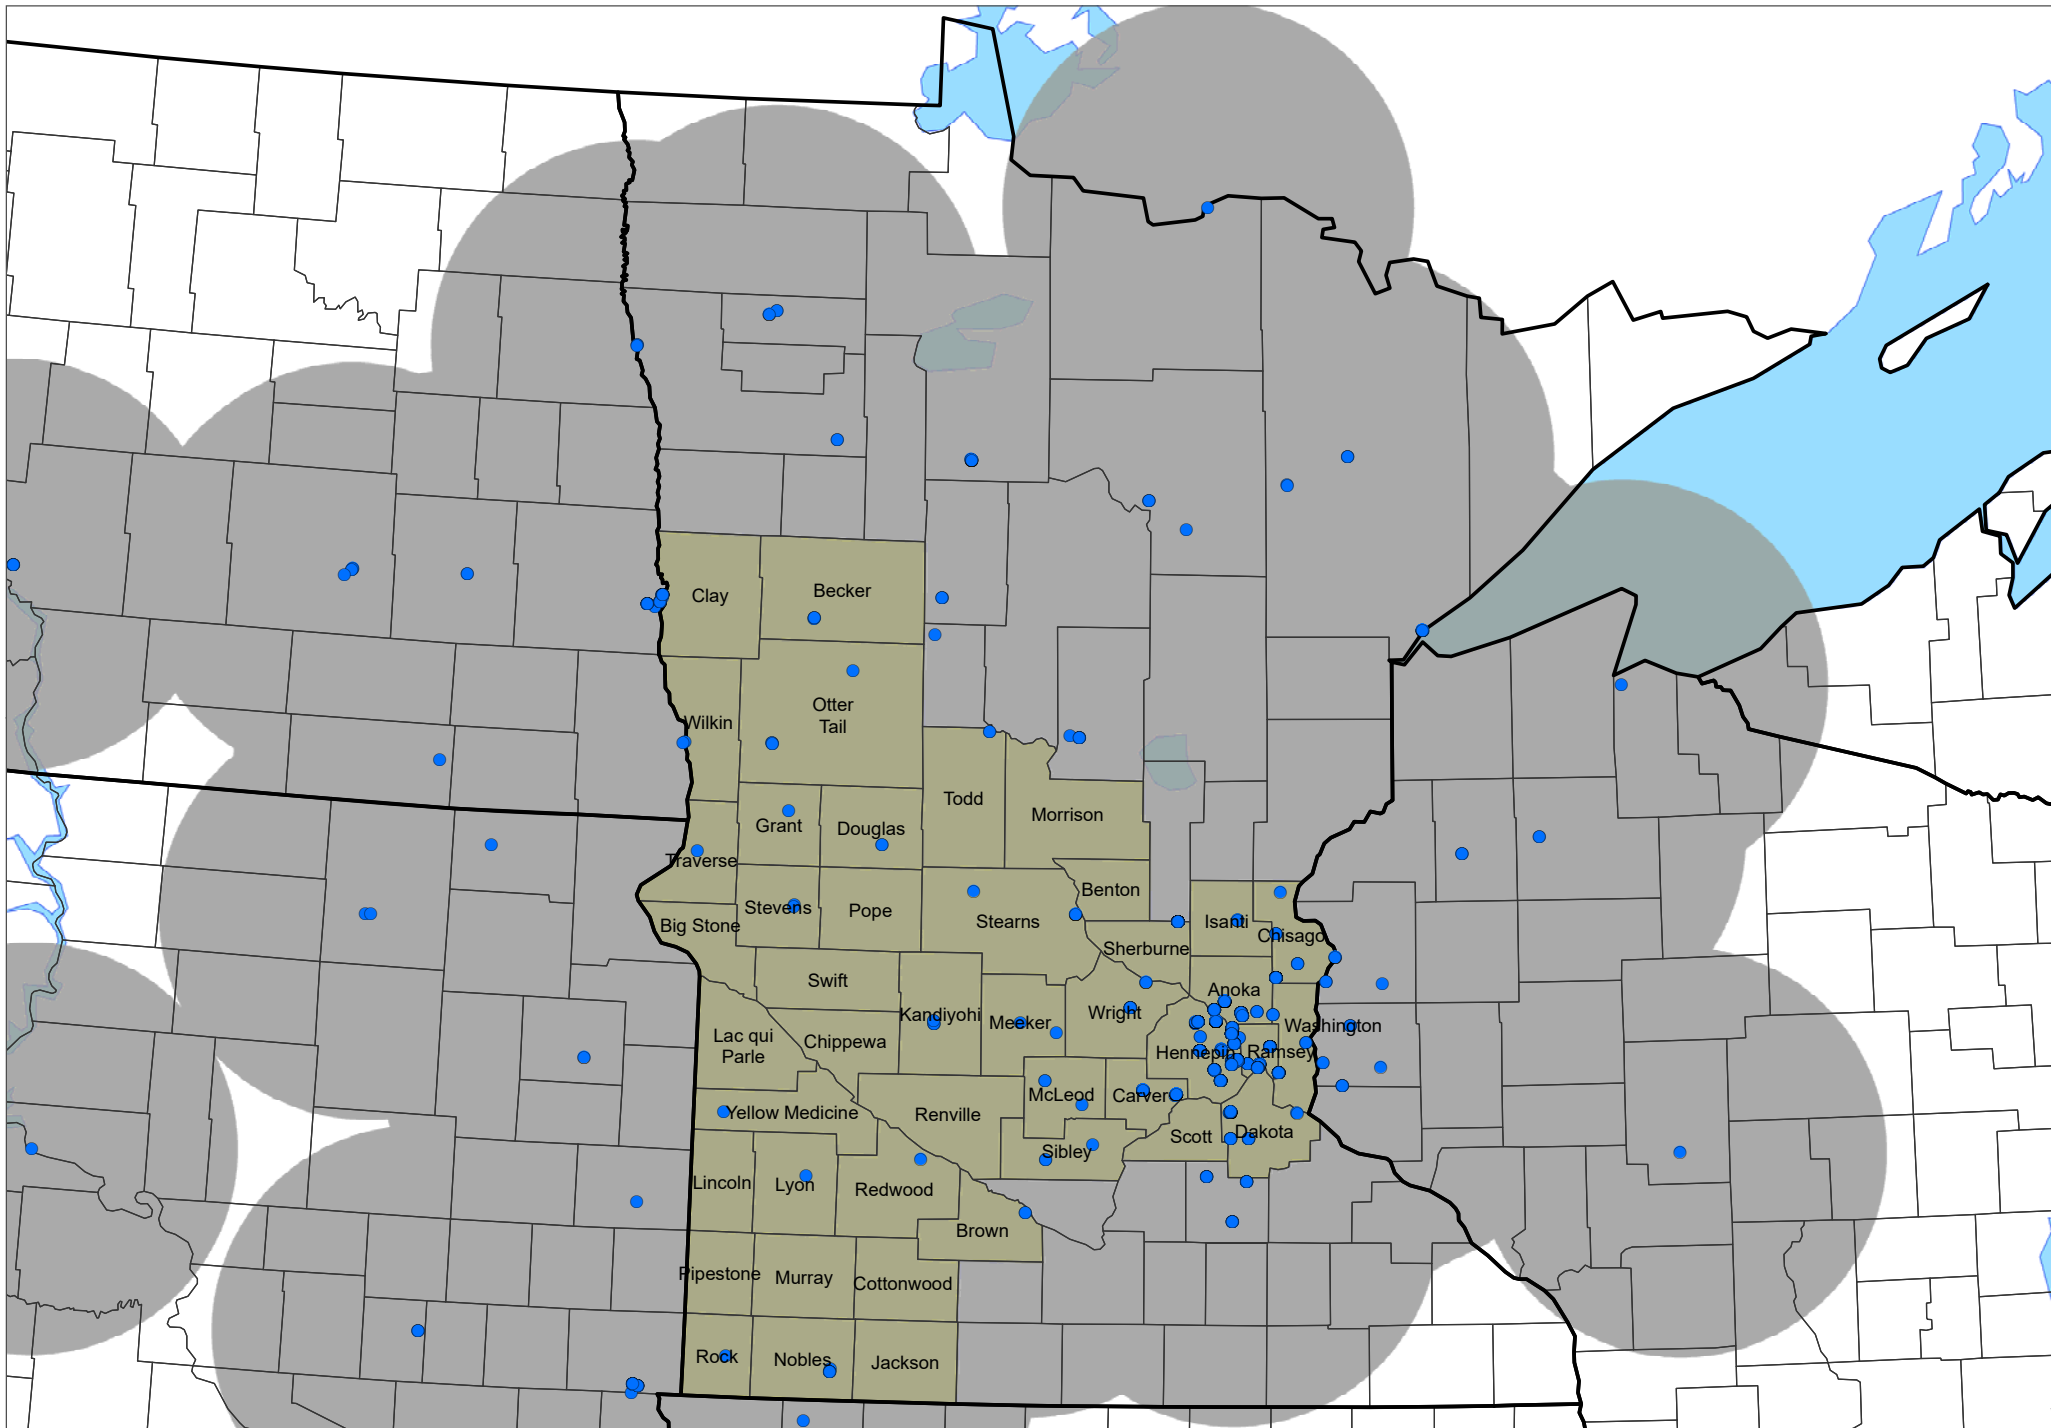 Clay
Becker
Wilkin
Otter
Tail
Todd
Morrison
Grant
Douglas
Traverse
Benton
Stevens
Pope
Stearns
Isanti
Big Stone
Chisago
Sherburne
Swift
Anoka
Kandiyohi
Meeker
Wright
Washington
Lac qui
Parle
Chippewa
Hennepin
Ramsey
McLeod
Carver
Yellow Medicine
Renville
Scott
Dakota
Sibley
Lincoln
Lyon
Redwood
Brown
Pipestone
Murray
Cottonwood
Rock
Nobles
Jackson